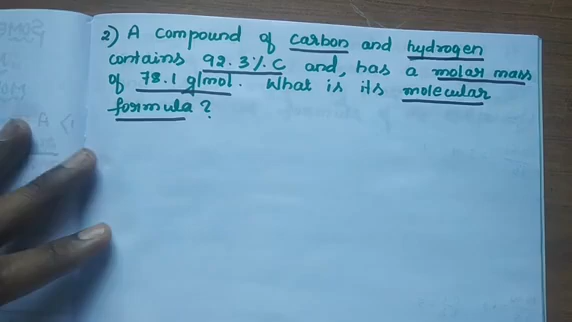 2) A compound of carbon and hydrogen
contains 92.3% C and, has a molar mass
of 78.1 g/mol. What is its molecular
formula?
1) A